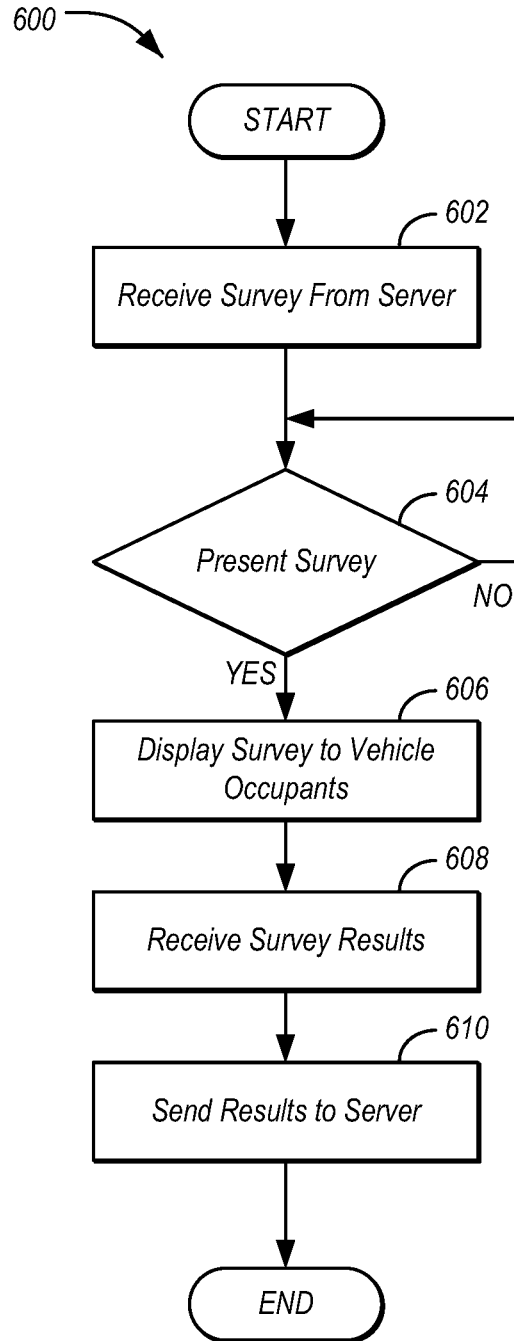 600
START
602
Receive Survey From Server
604
Present Survey
NO
YES
606
Display Survey to Vehicle
Occupants
608
Receive Survey Results
610
Send Results to Server
END